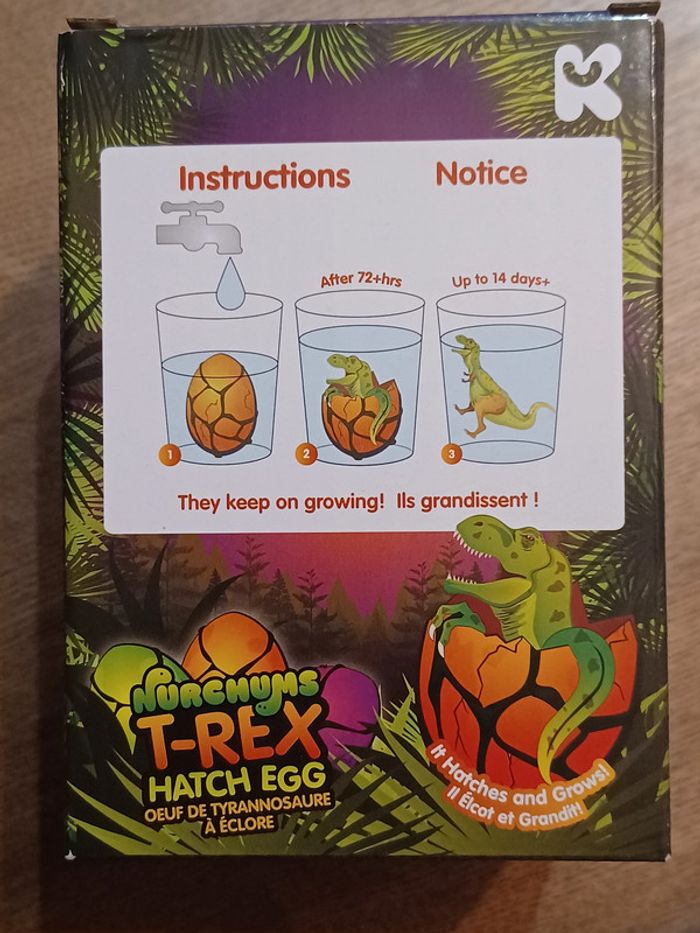 Instructions
Notice
After 72+hrs
Up to 14 days+
1
2
3
They keep on growing! Ils grandissent !
NURCHUMS
T-REX
HATCH EGG
OEUF DE TYRANNOSAURE
À ÉCLORE
It Hatches and Grows!
Il Élcot et Grandit!